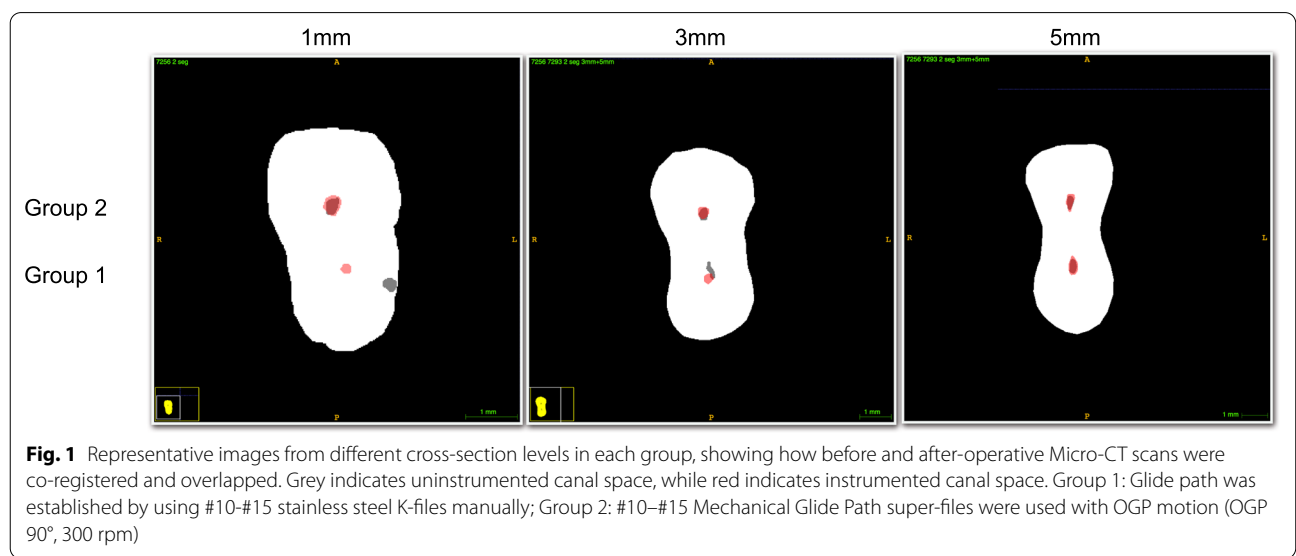 1mm 3mm 5mm
7256 2 seg
7256 7293 2 seg 3mm+5mm
7256 7293 2 seg 3mm+5mm
A A A
Group 2
R L R L R L
Group 1
1 mm 1 mm 1 mm
P P P
Fig. 1 Representative images from different cross-section levels in each group, showing how before and after-operative Micro-CT scans were
co-registered and overlapped. Grey indicates uninstrumented canal space, while red indicates instrumented canal space. Group 1: Glide path was
established by using #10-#15 stainless steel K-files manually; Group 2: #10–#15 Mechanical Glide Path super-files were used with OGP motion (OGP
90°, 300 rpm)